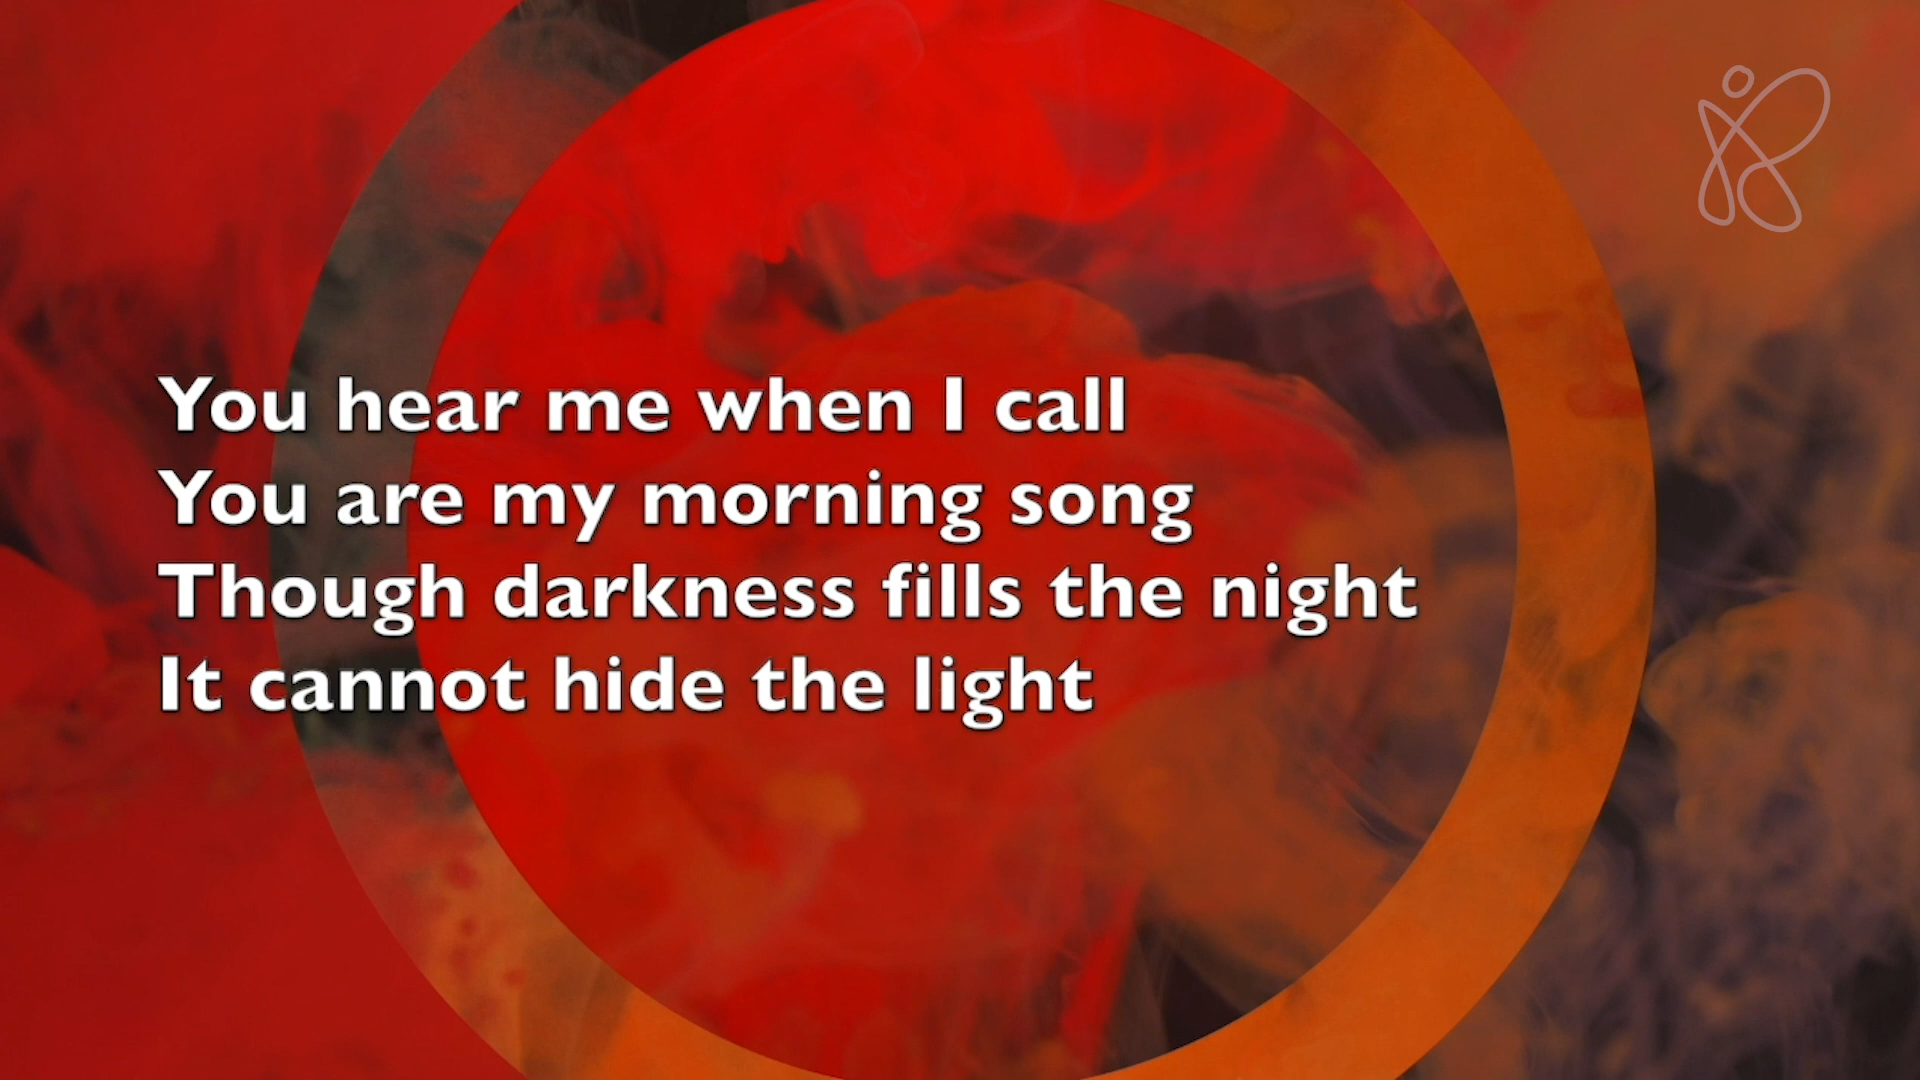 You hear me when I call
You are my morning song
Though darkness fills the night
It cannot hide the light